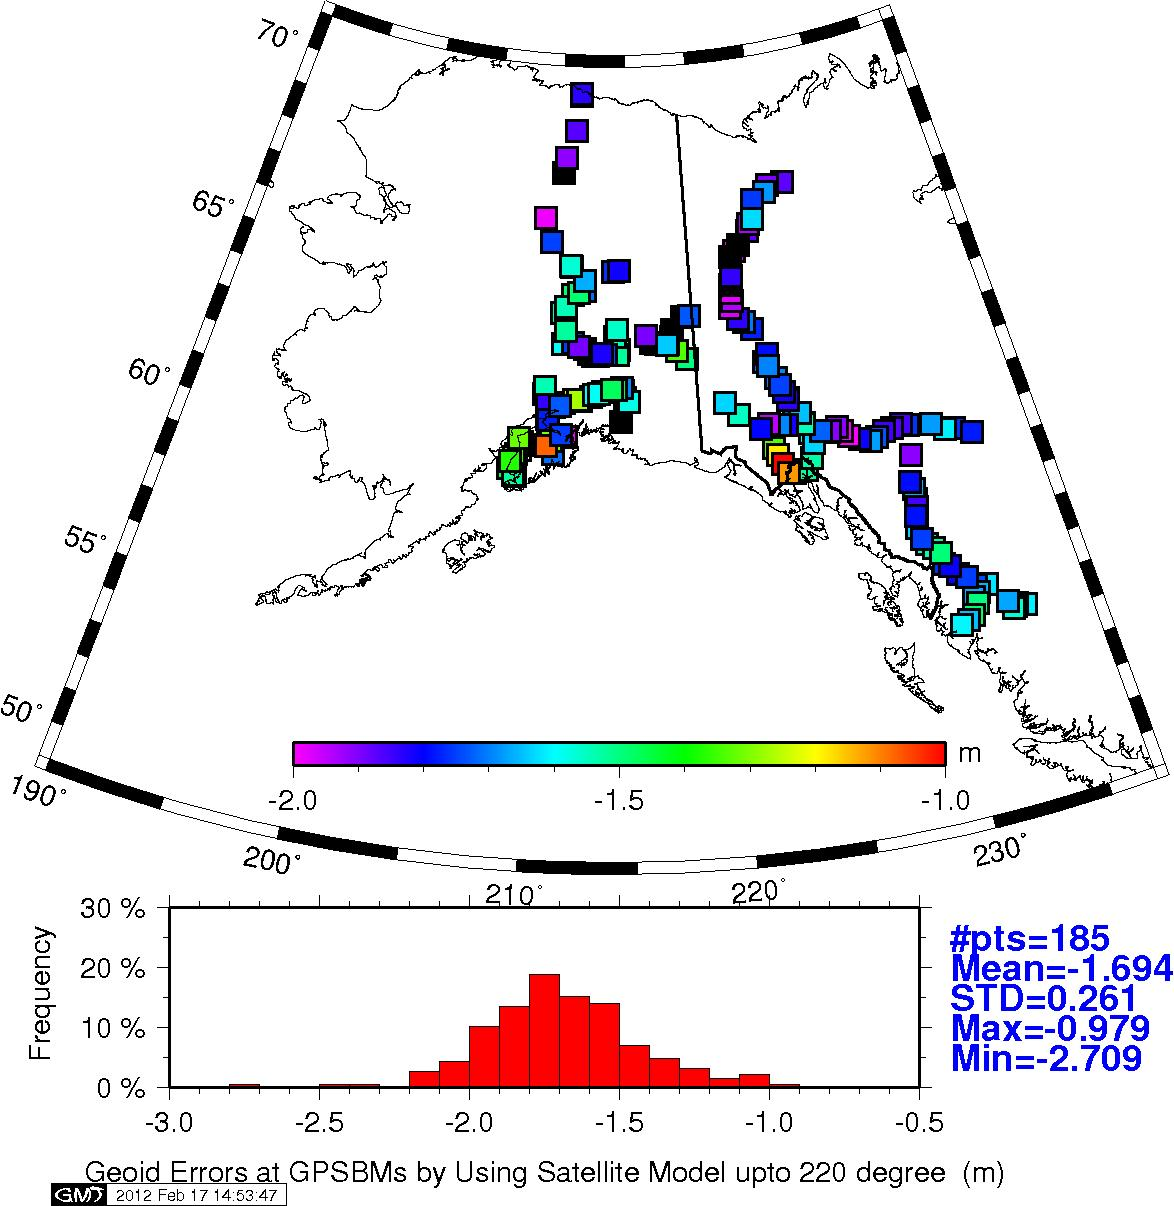 70°
65°
60°
55°
50°
190°
200°
210°
220°
230°
m
-2.0 -1.5 -1.0
30 %
20 %
10 %
0 %
Frequency
-3.0 -2.5 -2.0 -1.5 -1.0 -0.5
#pts=185
Mean=-1.694
STD=0.261
Max=-0.979
Min=-2.709
Geoid Errors at GPSBMs by Using Satellite Model upto 220 degree (m)
GMT 2012 Feb 17 14:53:47